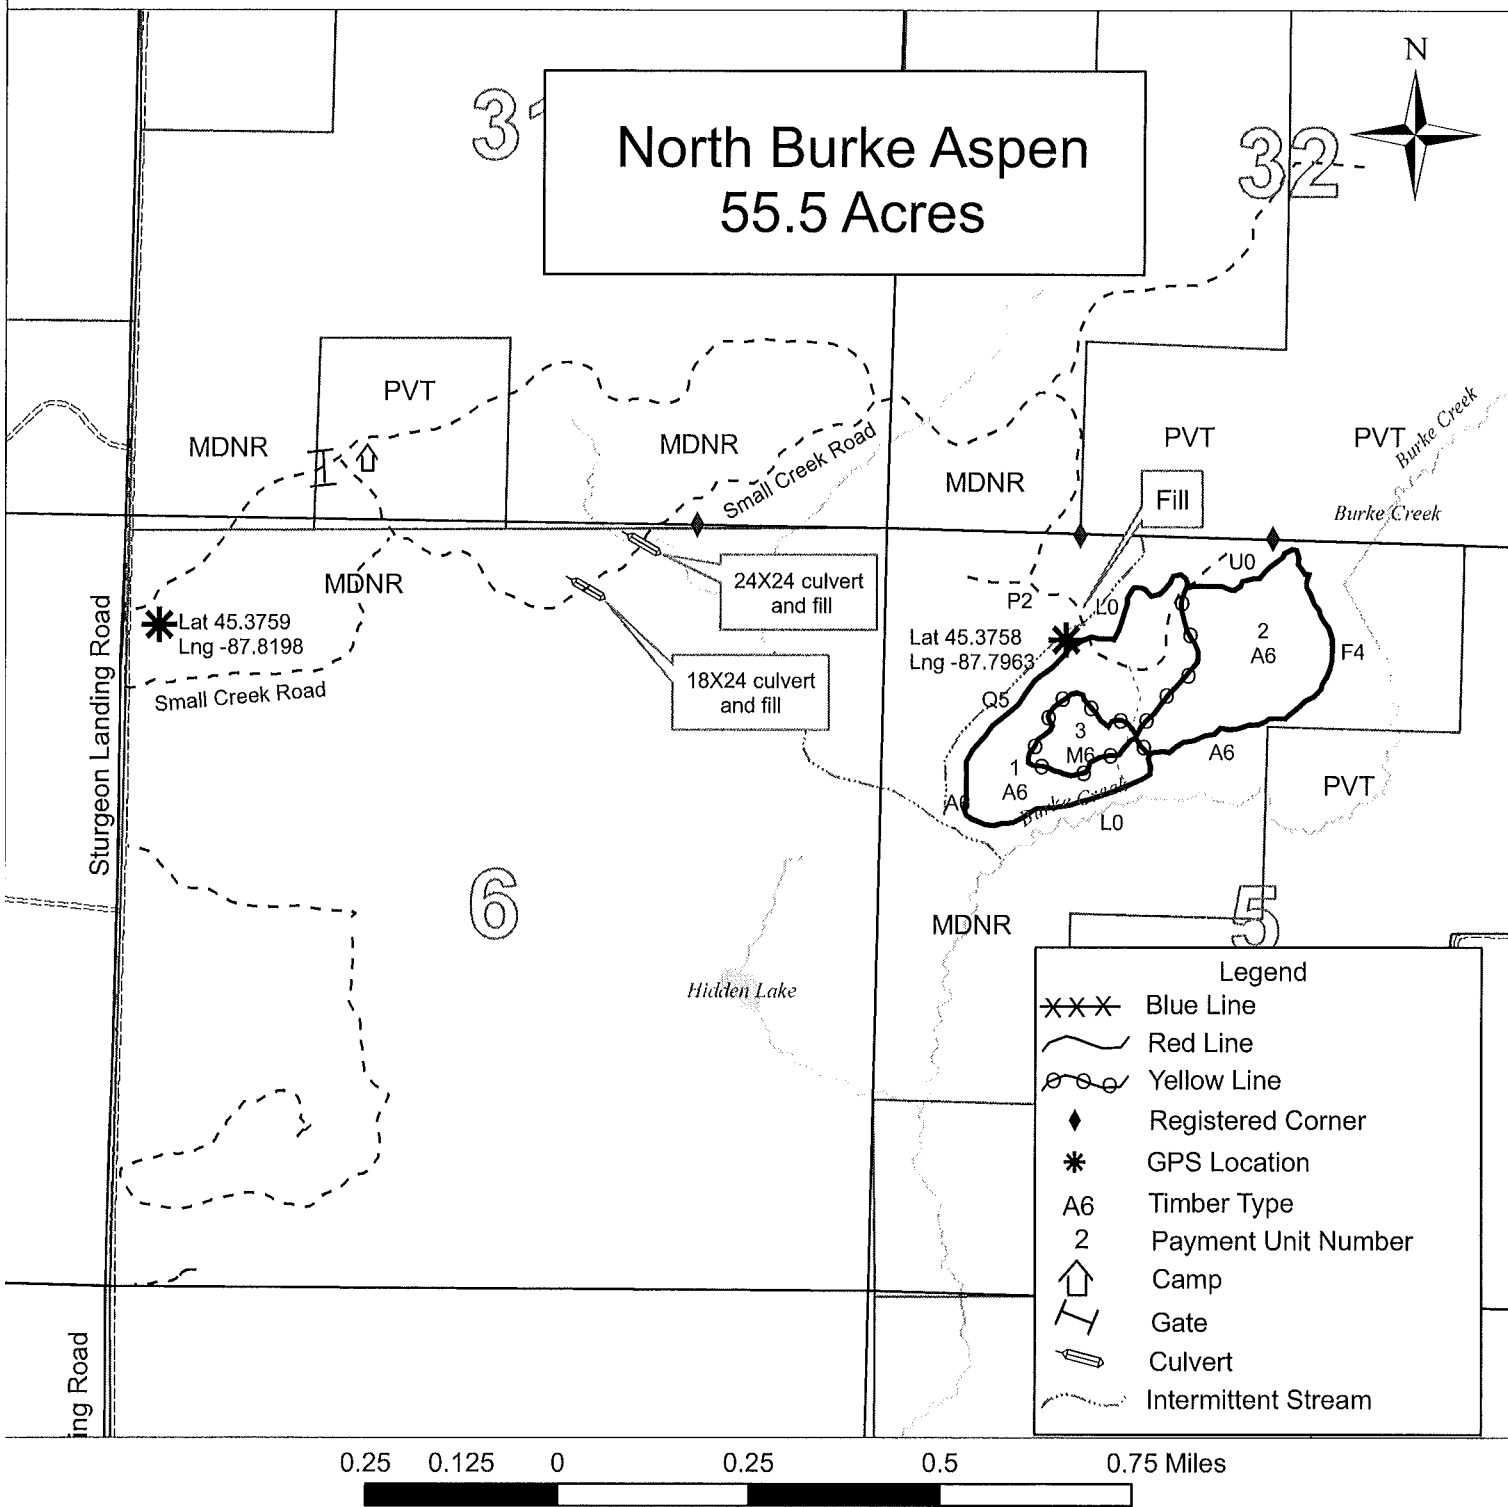 N
31
North Burke Aspen
55.5 Acres
32
PVT
MDNR
MDNR
Small Creek Road
MDNR
PVT
PVT
Burke Creek
Burke Creek
Fill
MDNR
24X24 culvert
and fill
18X24 culvert
and fill
Lat 45.3759
Lng -87.8198
Small Creek Road
Sturgeon Landing Road
P2
L0
U0
Lat 45.3758
Lng -87.7963
2
A6
F4
Q5
3
M6
1
A6
A6
A6
Burke Creek
L0
PVT
6
5
MDNR
Hidden Lake
Legend
Blue Line
Red Line
Yellow Line
Registered Corner
GPS Location
A6 Timber Type
2 Payment Unit Number
Camp
Gate
Culvert
Intermittent Stream
ing Road
0.25 0.125 0 0.25 0.5 0.75 Miles